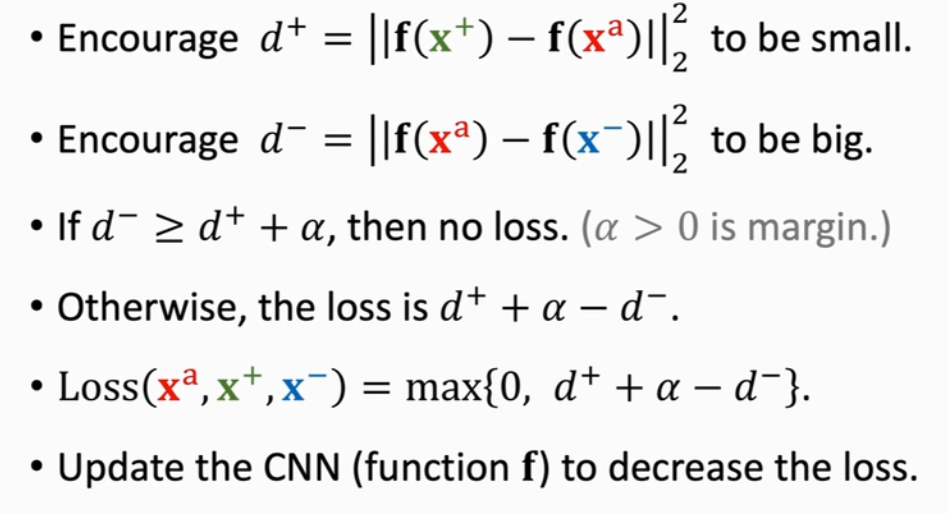 • Encourage d⁺ = ||f(x⁺) − f(xᵃ)||₂² to be small.
• Encourage d⁻ = ||f(xᵃ) − f(x⁻)||₂² to be big.
• If d⁻ ≥ d⁺ + α, then no loss. (α > 0 is margin.)
• Otherwise, the loss is d⁺ + α − d⁻.
• Loss(xᵃ, x⁺, x⁻) = max{0, d⁺ + α − d⁻}.
• Update the CNN (function f) to decrease the loss.